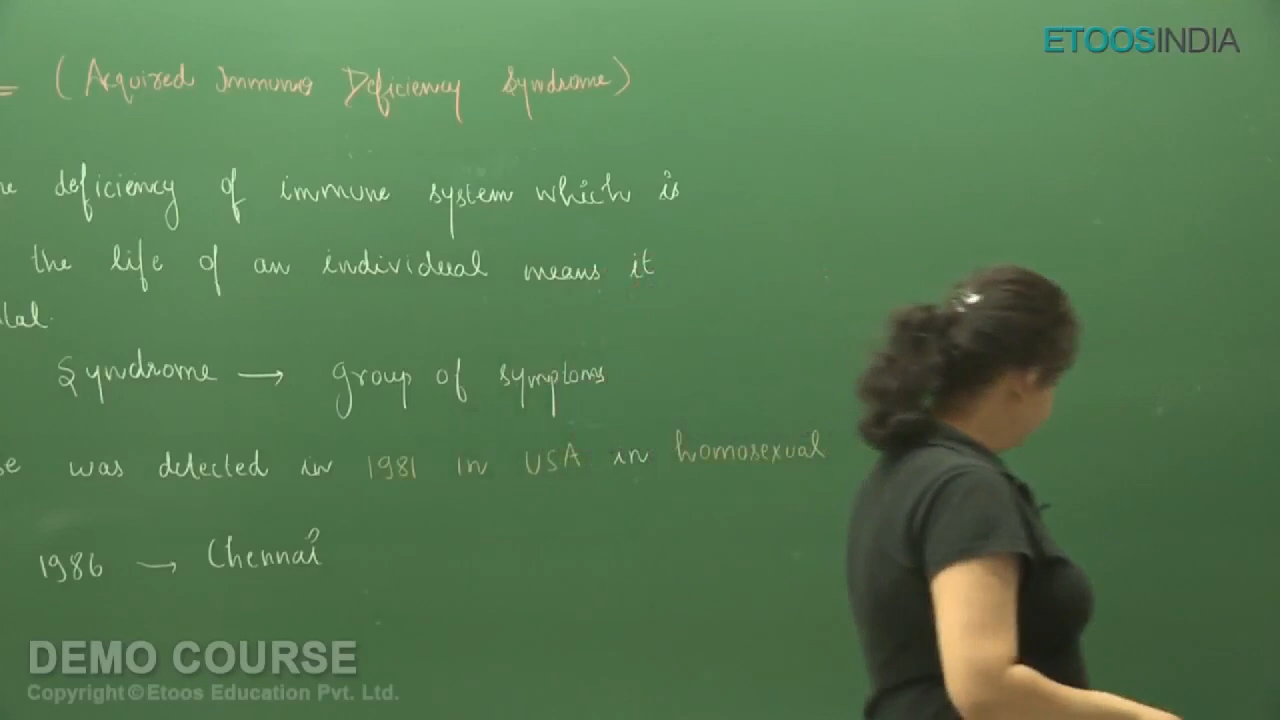 ETOOSINDIA
= (Acquired Immuno Deficiency Syndrome)
deficiency of immune system which is
the life of an individual means it
Syndrome → group of symptoms
was detected in 1981 in USA in homosexual
1986 → Chennai
DEMO COURSE
Copyright © Etoos Education Pvt. Ltd.